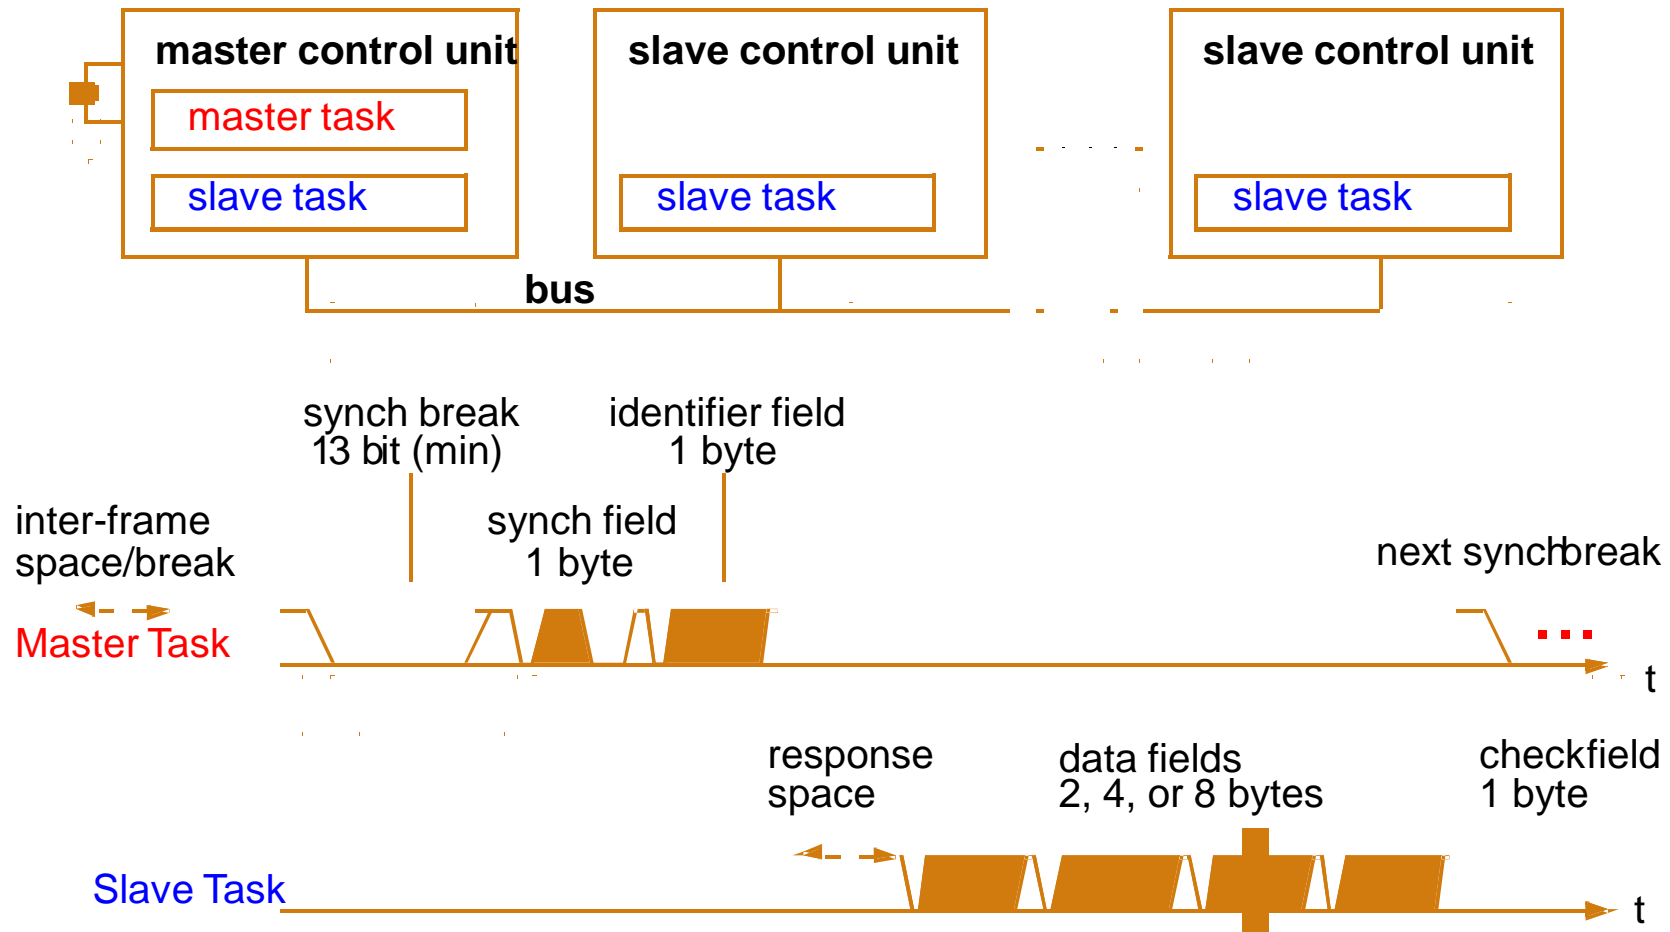 master control unit
slave control unit
slave control unit
master task
slave task
slave task
slave task
bus
synch break
13 bit (min)
identifier field
1 byte
inter-frame
space/break
synch field
1 byte
next synchbreak
Master Task
t
response
space
data fields
2, 4, or 8 bytes
checkfield
1 byte
Slave Task
t